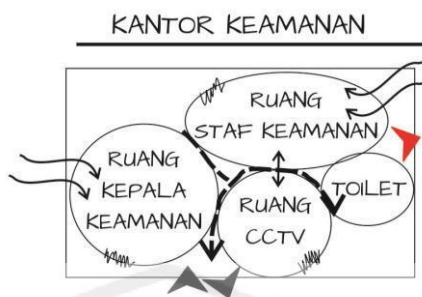 KANTOR KEAMANAN
RUANG
STAF KEAMANAN
RUANG
KEPALA
KEAMANAN
TOILET
RUANG
CCTV